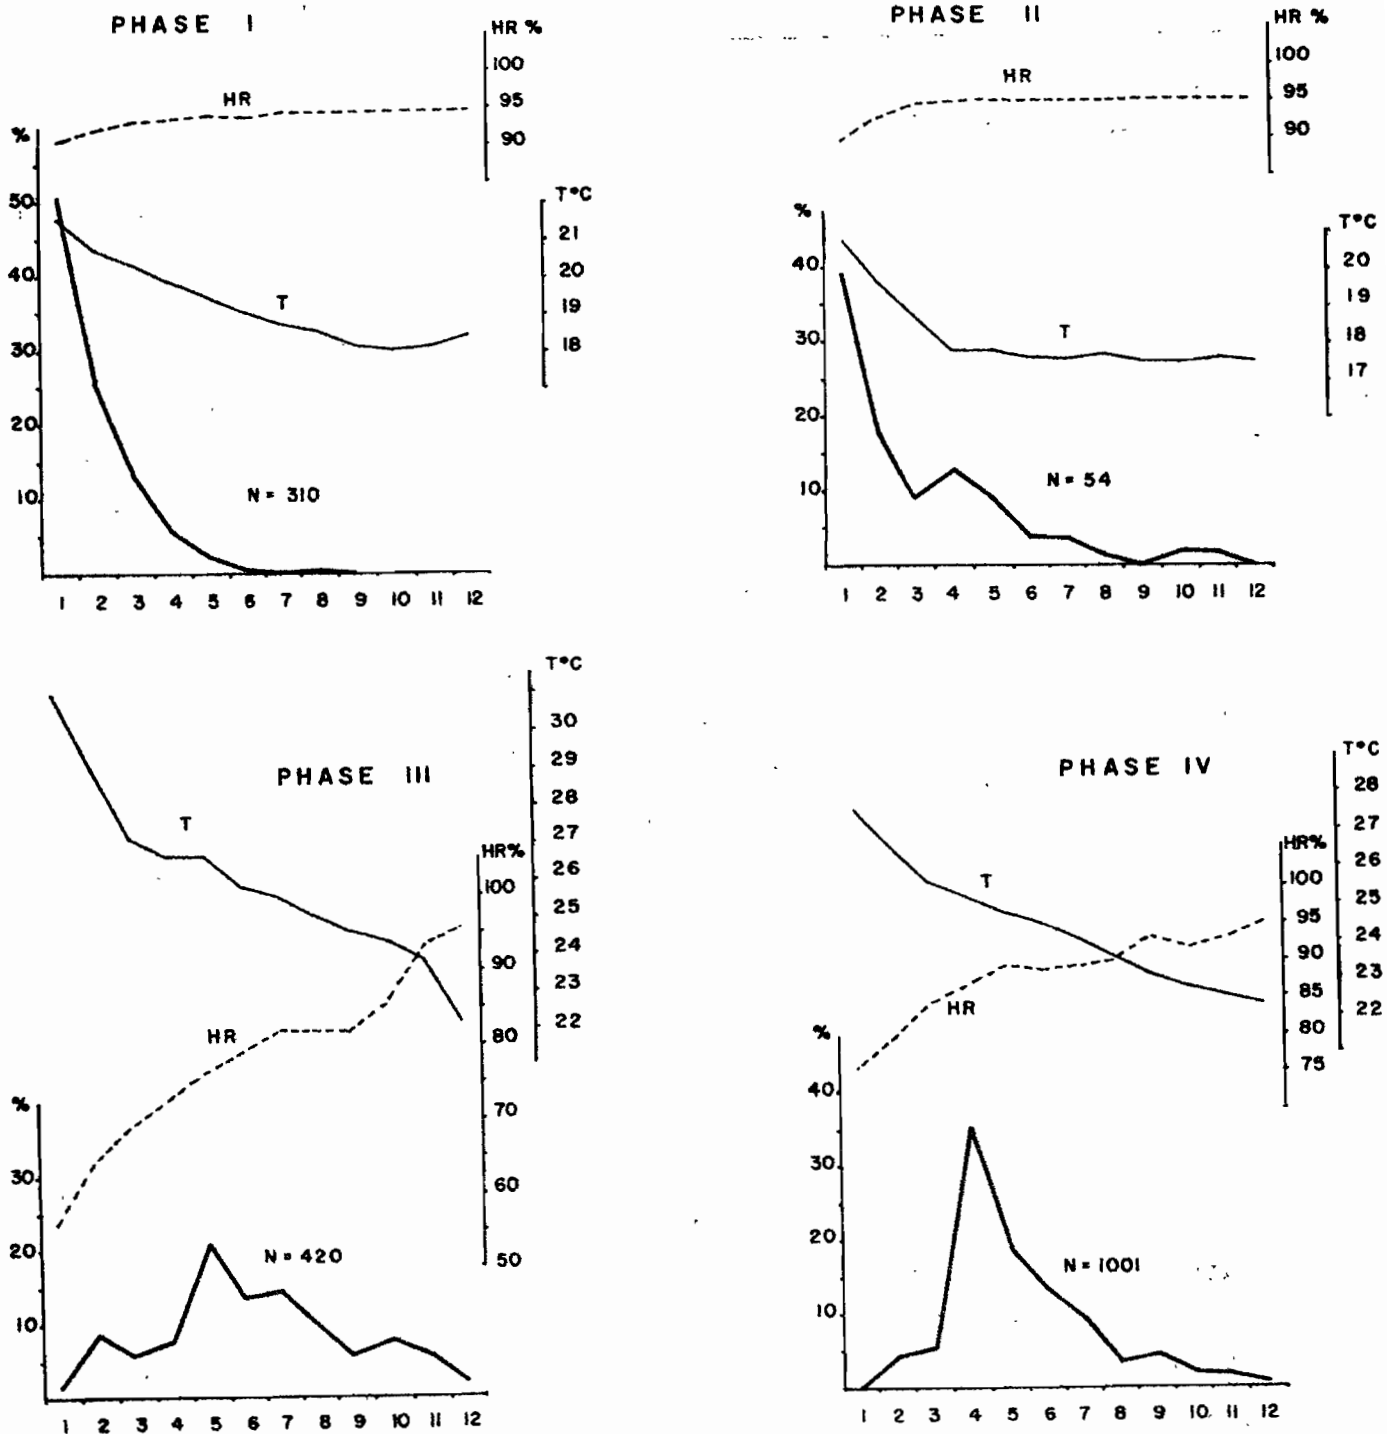 PHASE I
HR %
100
95
90
HR
%
50
40
30
20
10
T°C
21
20
19
18
T
N = 310
1 2 3 4 5 6 7 8 9 10 11 12
PHASE II
HR %
100
95
90
HR
%
40
30
20
10
T°C
20
19
18
17
T
N = 54
1 2 3 4 5 6 7 8 9 10 11 12
PHASE III
T°C
30
29
28
27
26
25
24
23
22
T
HR%
100
90
80
70
60
50
HR
%
30
20
10
N = 420
1 2 3 4 5 6 7 8 9 10 11 12
PHASE IV
T°C
28
27
26
25
24
23
22
T
HR%
100
95
90
85
80
75
HR
%
40
30
20
10
N = 1001
1 2 3 4 5 6 7 8 9 10 11 12